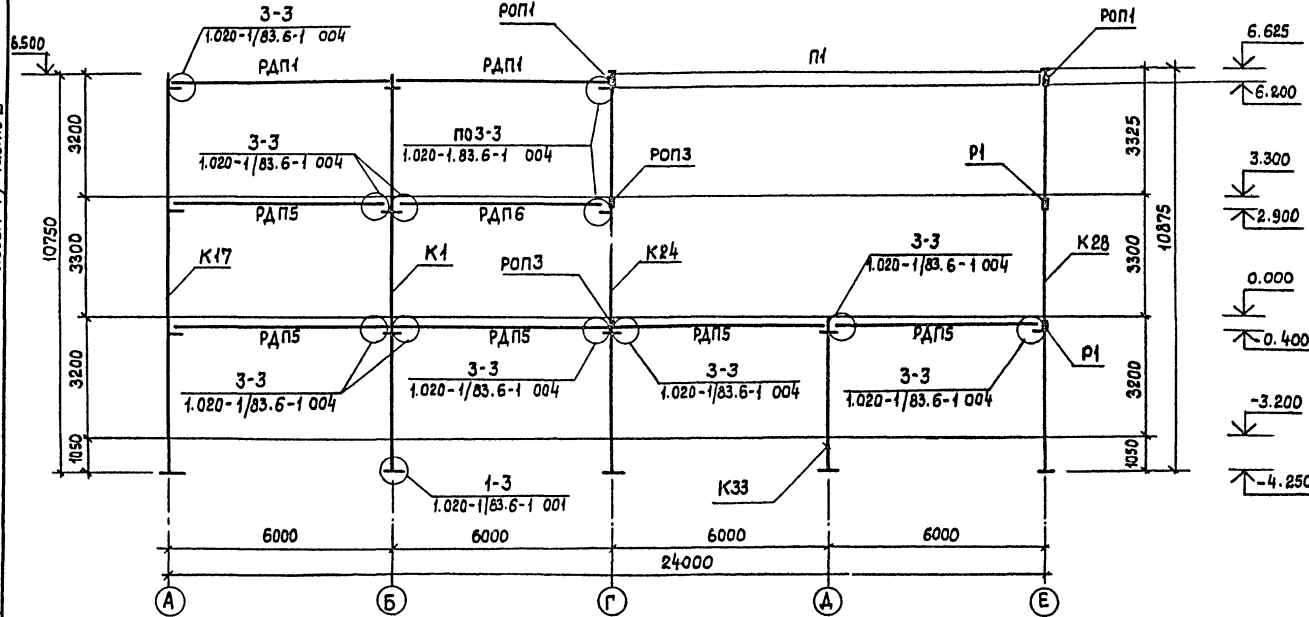 3-3
1.020-1/83.6-1 004
РОП1
РОП1
6.500
РДП1
РДП1
П1
6.625
6.200
3200
3-3
1.020-1/83.6-1 004
ПО 3-3
1.020-1.83.6-1 004
РОП3
Р1
3325
3.300
2.900
РДП5
РДП6
10750
3300
К17
К1
РОП3
К24
3-3
1.020-1/83.6-1 004
К28
3300
10875
0.000
-0.400
РДП5
РДП5
РДП5
РДП5
Р1
3200
3-3
1.020-1/83.6-1 004
3-3
1.020-1/83.6-1 004
3-3
1.020-1/83.6-1 004
3-3
1.020-1/83.6-1 004
3200
-3.200
1050
1-3
1.020-1/83.6-1 001
К33
1050
-4.250
6000
6000
6000
6000
24000
А
Б
Г
Д
Е